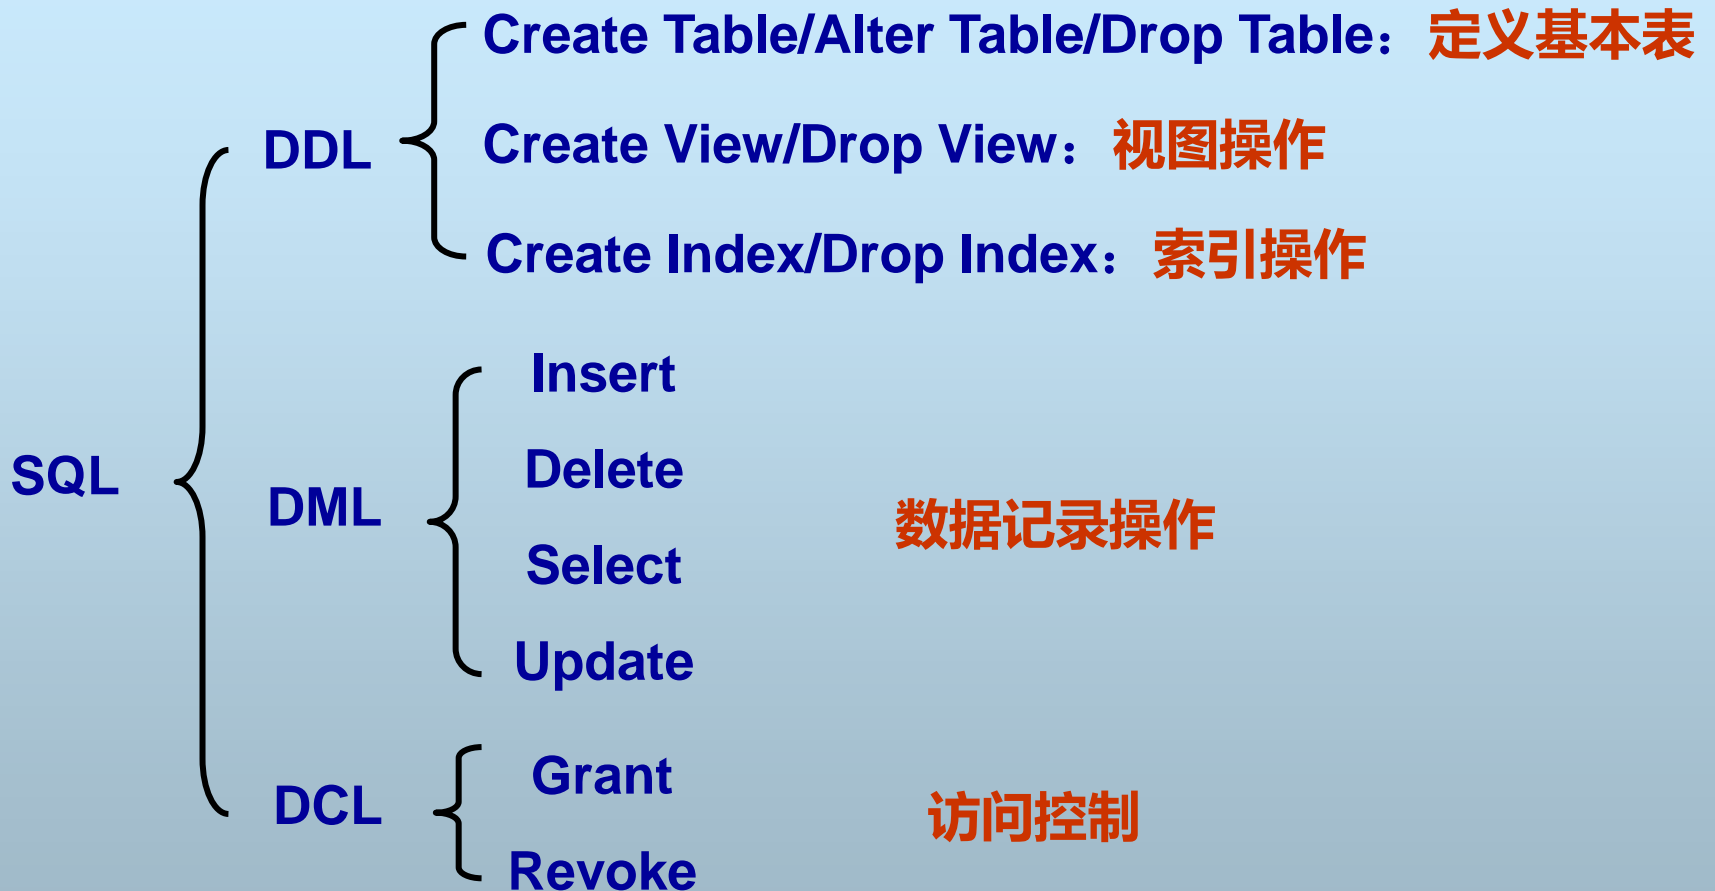 Create Table/Alter Table/Drop Table：定义基本表
DDL
Create View/Drop View：视图操作
Create Index/Drop Index：索引操作
Insert
Delete
SQL
DML
数据记录操作
Select
Update
Grant
DCL
访问控制
Revoke